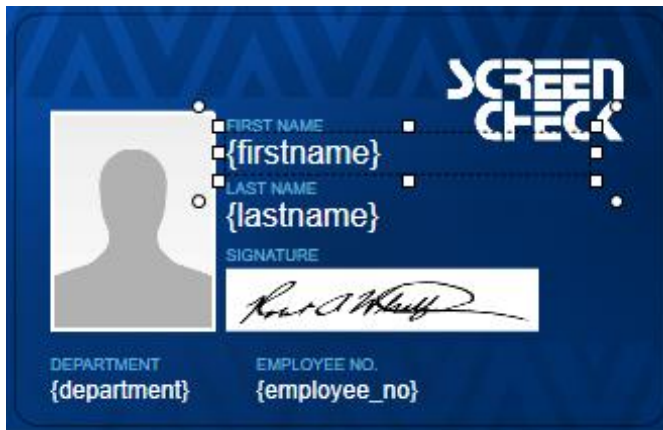 SCREEN
CHECK
FIRST NAME
{firstname}
LAST NAME
{lastname}
SIGNATURE
DEPARTMENT
{department}
EMPLOYEE NO.
{employee_no}